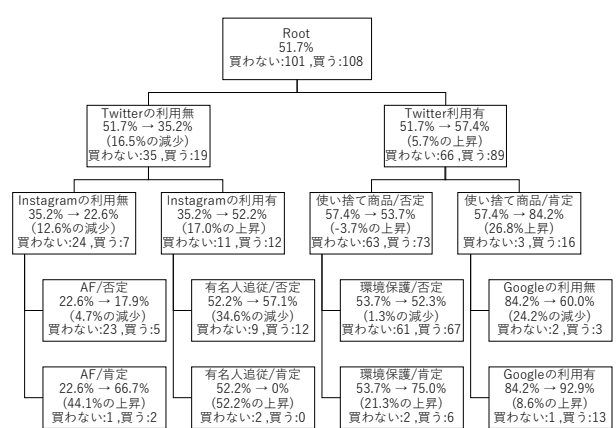 Root
51.7%
買わない:101 ,買う:108
Twitterの利用無
51.7% → 35.2%
(16.5%の減少)
買わない:35 ,買う:19
Twitter利用有
51.7% → 57.4%
(5.7%の上昇)
買わない:66 ,買う:89
Instagramの利用無
35.2% → 22.6%
(12.6%の減少)
買わない:24 ,買う:7
Instagramの利用有
35.2% → 52.2%
(17.0%の上昇)
買わない:11 ,買う:12
使い捨て商品/否定
57.4% → 53.7%
(-3.7%の上昇)
買わない:63 ,買う:73
使い捨て商品/肯定
57.4% → 84.2%
(26.8%上昇)
買わない:3 ,買う:16
AF/否定
22.6% → 17.9%
(4.7%の減少)
買わない:23 ,買う:5
有名人追従/否定
52.2% → 57.1%
(34.6%の減少)
買わない:9 ,買う:12
環境保護/否定
53.7% → 52.3%
(1.3%の減少)
買わない:61 ,買う:67
Googleの利用無
84.2% → 60.0%
(24.2%の減少)
買わない:2 ,買う:3
AF/肯定
22.6% → 66.7%
(44.1%の上昇)
買わない:1 ,買う:2
有名人追従/肯定
52.2% → 0%
(52.2%の上昇)
買わない:2 ,買う:0
環境保護/肯定
53.7% → 75.0%
(21.3%の上昇)
買わない:2 ,買う:6
Googleの利用有
84.2% → 92.9%
(8.6%の上昇)
買わない:1 ,買う:13